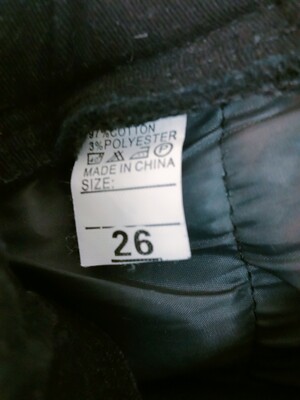 97%COTTON
3%POLYESTER
MADE IN CHINA
SIZE:
26